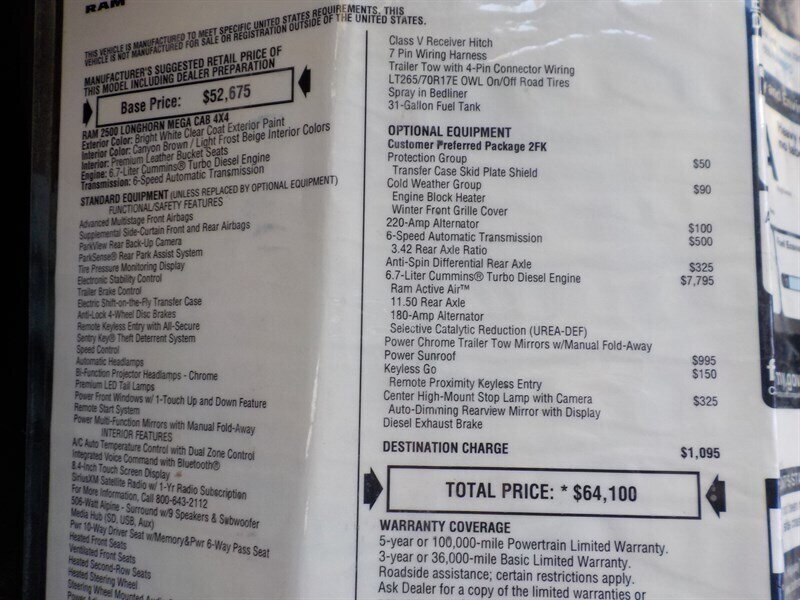 RAM
THIS VEHICLE IS MANUFACTURED TO MEET SPECIFIC UNITED STATES REQUIREMENTS. THIS
VEHICLE IS NOT MANUFACTURED FOR SALE OR REGISTRATION OUTSIDE OF THE UNITED STATES.
MANUFACTURER'S SUGGESTED RETAIL PRICE OF
THIS MODEL INCLUDING DEALER PREPARATION
Base Price: $52,675
RAM 2500 LONGHORN MEGA CAB 4X4
Exterior Color: Bright White Clear Coat Exterior Paint
Interior Color: Canyon Brown / Light Frost Beige Interior Colors
Interior: Premium Leather Bucket Seats
Engine: 6.7-Liter Cummins® Turbo Diesel Engine
Transmission: 6-Speed Automatic Transmission
STANDARD EQUIPMENT (UNLESS REPLACED BY OPTIONAL EQUIPMENT)
FUNCTIONAL/SAFETY FEATURES
Advanced Multistage Front Airbags
Supplemental Side-Curtain Front and Rear Airbags
ParkView Rear Back-Up Camera
ParkSense® Rear Park Assist System
Tire Pressure Monitoring Display
Electronic Stability Control
Trailer Brake Control
Electric Shift-on-the-Fly Transfer Case
Anti-Lock 4-Wheel Disc Brakes
Remote Keyless Entry with All-Secure
Sentry Key® Theft Deterrent System
Speed Control
Automatic Headlamps
Bi-Function Projector Headlamps - Chrome
Premium LED Tail Lamps
Power Front Windows w/ 1-Touch Up and Down Feature
Remote Start System
Power Multi-Function Mirrors with Manual Fold-Away
INTERIOR FEATURES
A/C Auto Temperature Control with Dual Zone Control
Integrated Voice Command with Bluetooth®
8.4-Inch Touch Screen Display
SiriusXM Satellite Radio w/ 1-Yr Radio Subscription
For More Information, Call 800-643-2112
506-Watt Alpine - Surround w/9 Speakers & Subwoofer
Media Hub (SD, USB, Aux)
Pwr 10-Way Driver Seat w/Memory&Pwr 6-Way Pass Seat
Heated Front Seats
Ventilated Front Seats
Heated Second-Row Seats
Heated Steering Wheel
Steering Wheel Mounted Audio
Class V Receiver Hitch
7 Pin Wiring Harness
Trailer Tow with 4-Pin Connector Wiring
LT265/70R17E OWL On/Off Road Tires
Spray in Bedliner
31-Gallon Fuel Tank
OPTIONAL EQUIPMENT
Customer Preferred Package 2FK
Protection Group $50
Transfer Case Skid Plate Shield
Cold Weather Group $90
Engine Block Heater
Winter Front Grille Cover
220-Amp Alternator $100
6-Speed Automatic Transmission $500
3.42 Rear Axle Ratio
Anti-Spin Differential Rear Axle $325
6.7-Liter Cummins® Turbo Diesel Engine $7,795
Ram Active Air™
11.50 Rear Axle
180-Amp Alternator
Selective Catalytic Reduction (UREA-DEF)
Power Chrome Trailer Tow Mirrors w/Manual Fold-Away
Power Sunroof $995
Keyless Go $150
Remote Proximity Keyless Entry
Center High-Mount Stop Lamp with Camera $325
Auto-Dimming Rearview Mirror with Display
Diesel Exhaust Brake
DESTINATION CHARGE $1,095
TOTAL PRICE: * $64,100
WARRANTY COVERAGE
5-year or 100,000-mile Powertrain Limited Warranty.
3-year or 36,000-mile Basic Limited Warranty.
Roadside assistance; certain restrictions apply.
Ask Dealer for a copy of the limited warranties or